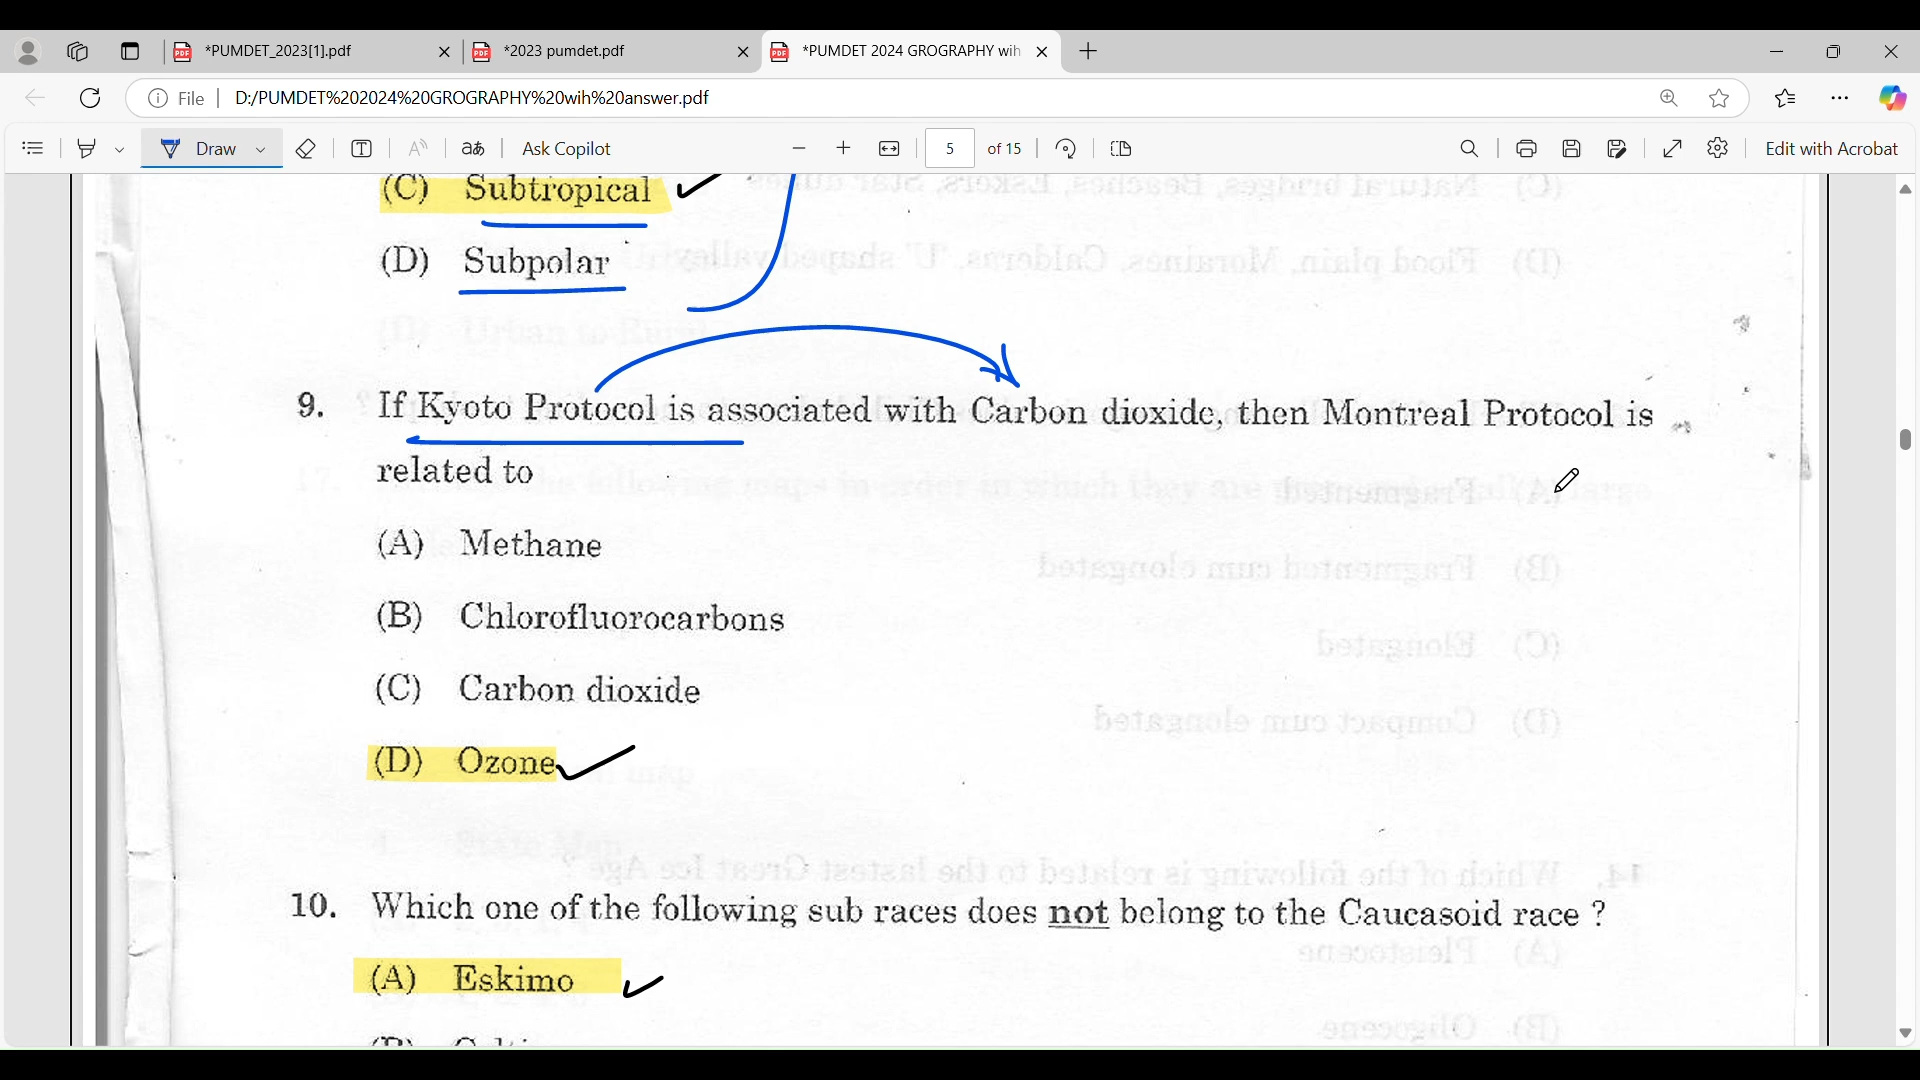 *PUMDET_2023[1].pdf
*2023 pumdet.pdf
*PUMDET 2024 GROGRAPHY wih
File
D:/PUMDET%202024%20GROGRAPHY%20wih%20answer.pdf
Draw
Ask Copilot
5 of 15
Edit with Acrobat
(C) Subtropical
(D) Subpolar
9. If Kyoto Protocol is associated with Carbon dioxide, then Montreal Protocol is
related to
(A) Methane
(B) Chlorofluorocarbons
(C) Carbon dioxide
(D) Ozone
10. Which one of the following sub races does not belong to the Caucasoid race ?
(A) Eskimo